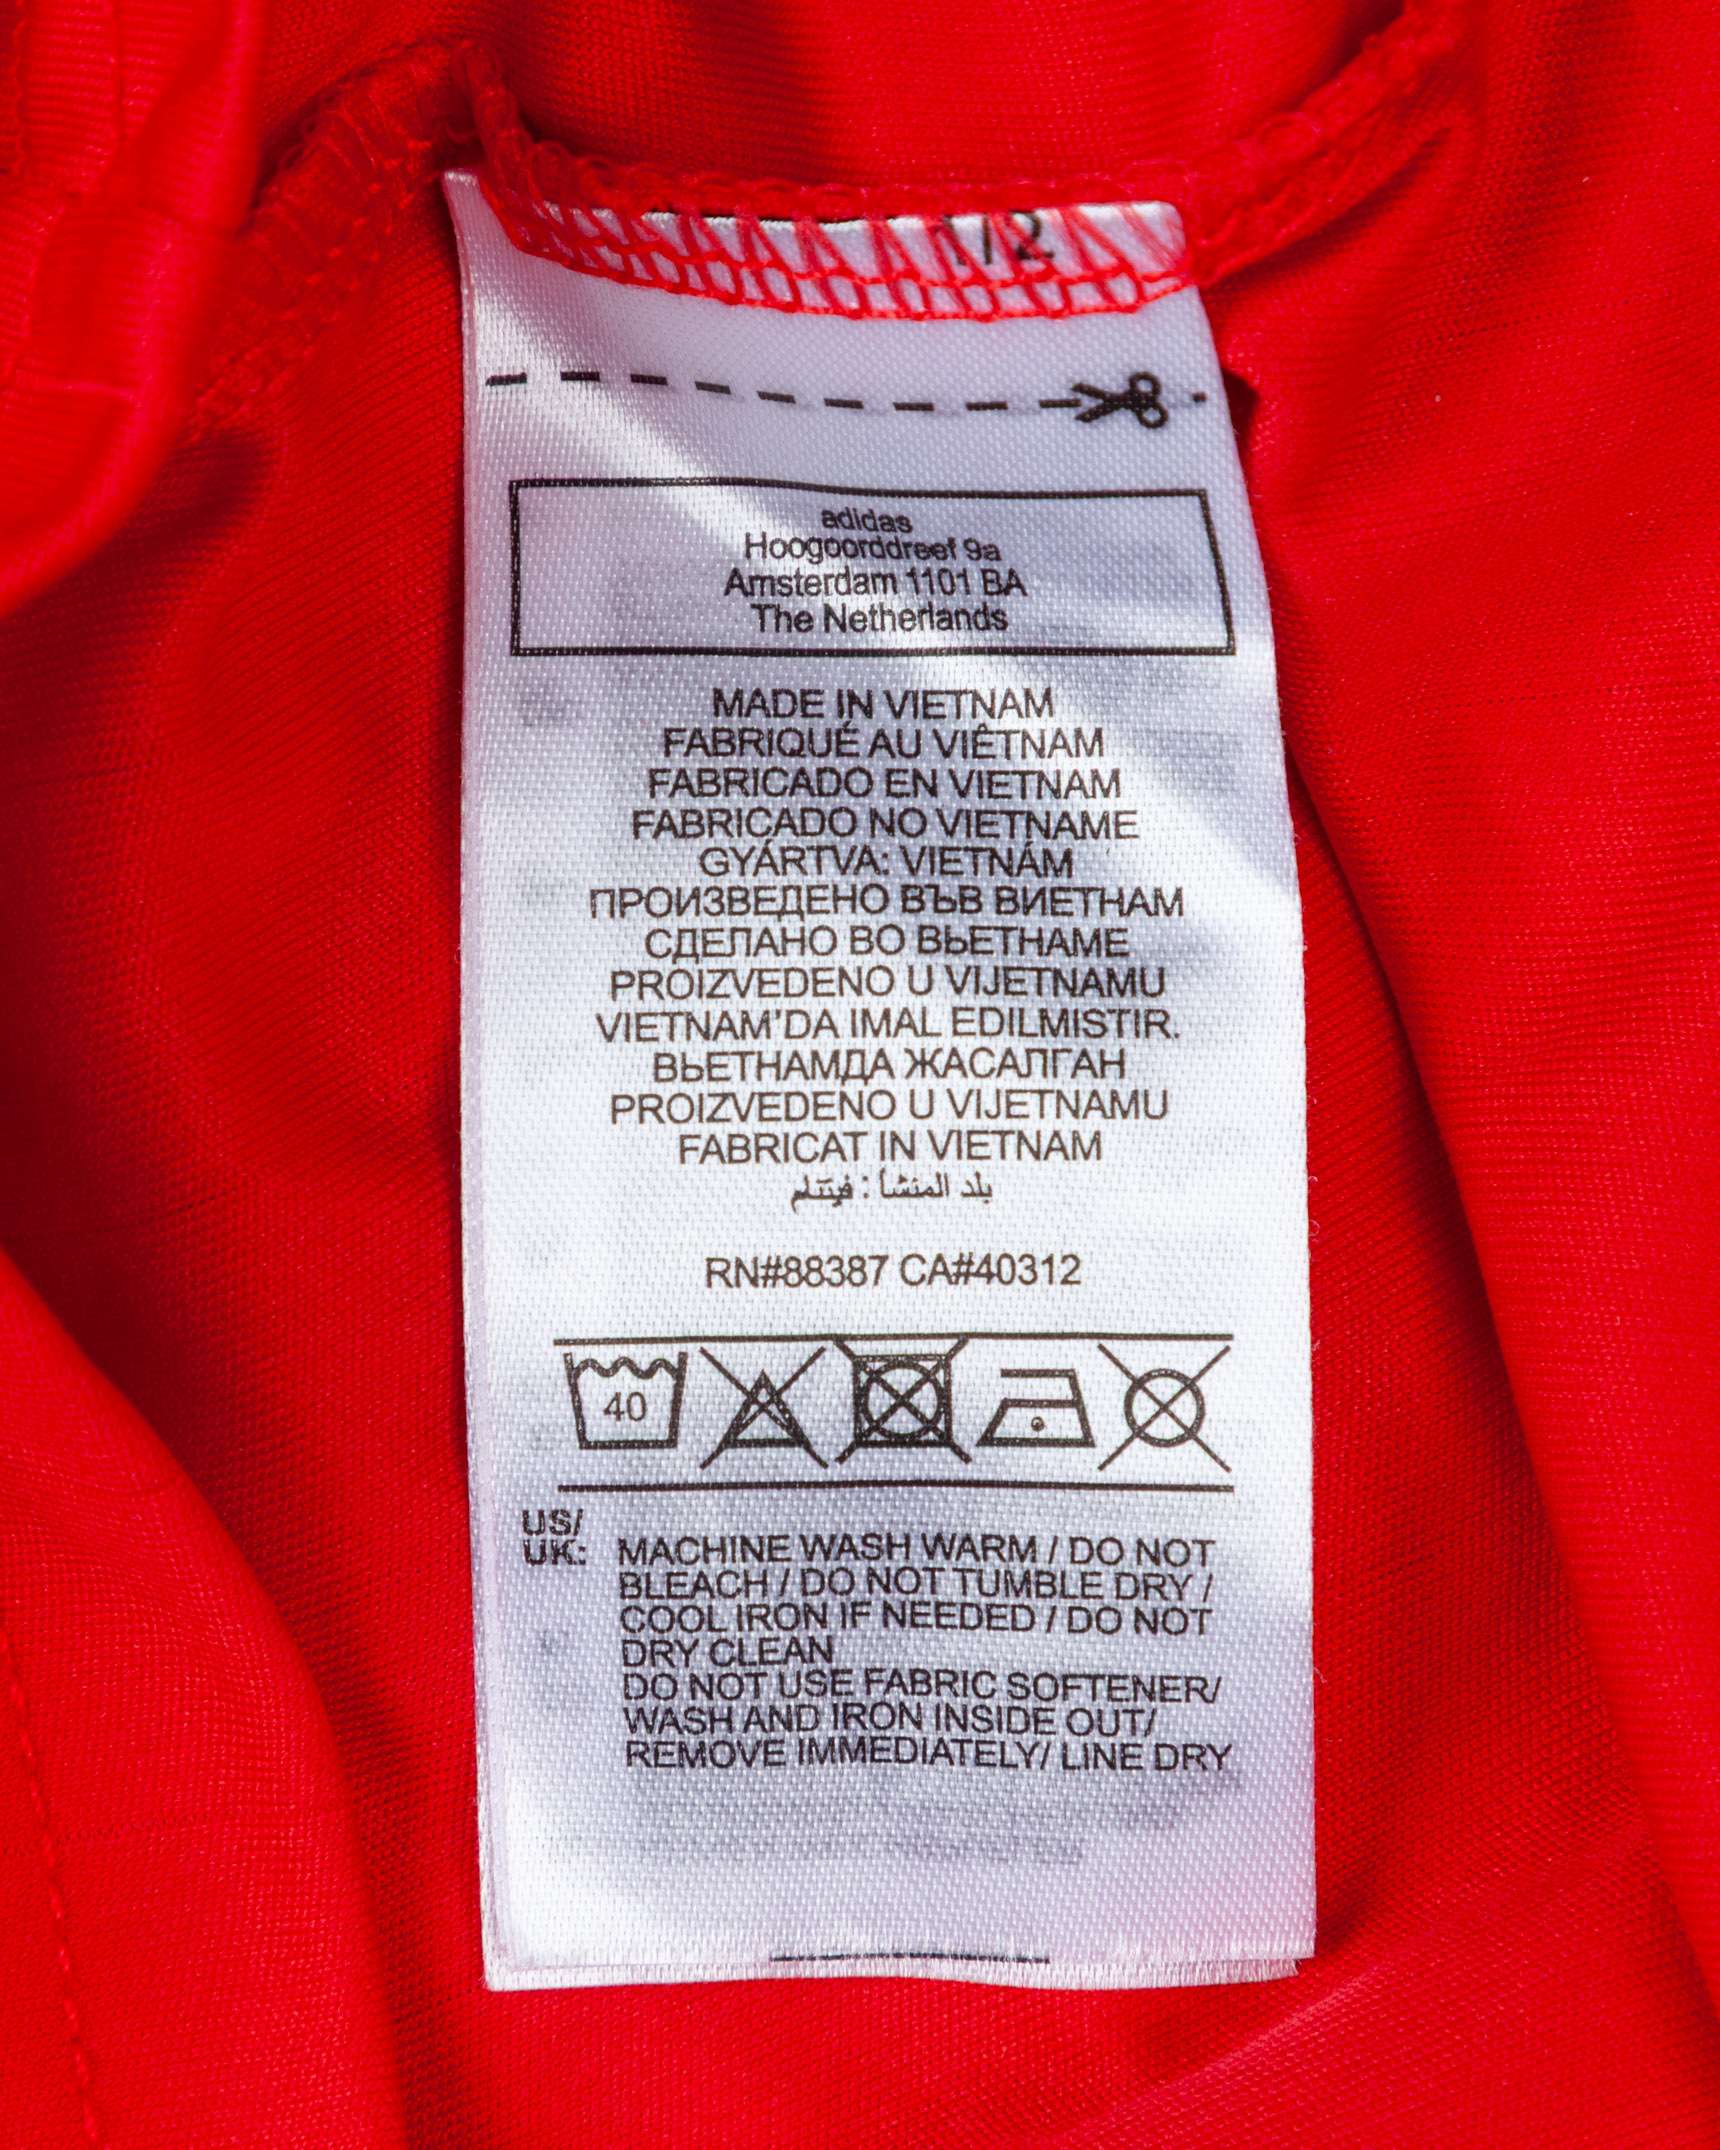 1/2
adidas
Hoogoorddreef 9a
Amsterdam 1101 BA
The Netherlands
MADE IN VIETNAM
FABRIQUÉ AU VIÊTNAM
FABRICADO EN VIETNAM
FABRICADO NO VIETNAME
GYÁRTVA: VIETNÁM
ПРОИЗВЕДЕНО ВЪВ ВИЕТНАМ
СДЕЛАНО ВО ВЬЕТНАМЕ
PROIZVEDENO U VIJETNAMU
VIETNAM'DA IMAL EDILMISTIR.
ВЬЕТНАМДА ЖАСАЛГАН
PROIZVEDENO U VIJETNAMU
FABRICAT IN VIETNAM
بلد المنشأ : فيتنام
RN#88387 CA#40312
40
US/
UK: MACHINE WASH WARM / DO NOT
BLEACH / DO NOT TUMBLE DRY /
COOL IRON IF NEEDED / DO NOT
DRY CLEAN
DO NOT USE FABRIC SOFTENER/
WASH AND IRON INSIDE OUT/
REMOVE IMMEDIATELY/ LINE DRY